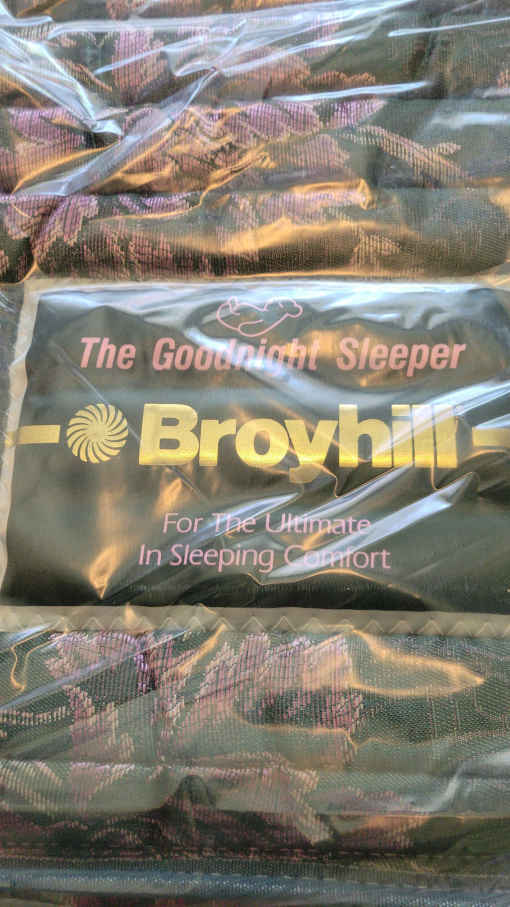 The Goodnight Sleeper
Broyhill
For The Ultimate
In Sleeping Comfort